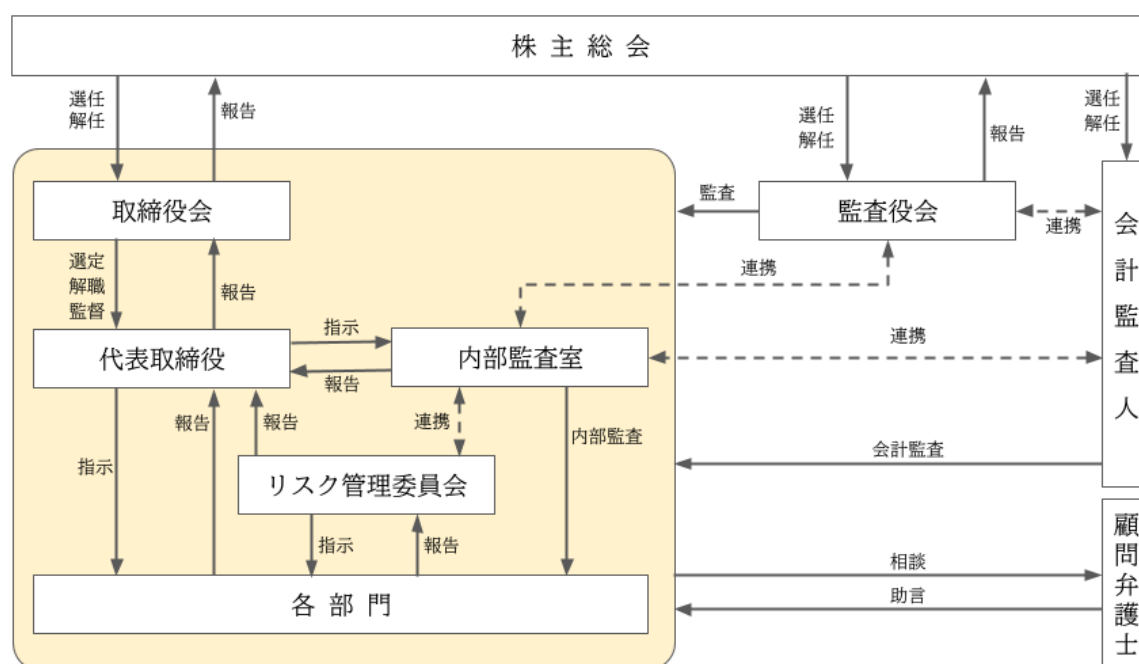 株 主 総 会
選任
解任
報告
選任
解任
報告
選任
解任
取締役会
監査
監査役会
連携
会計監査人
選定
解職
監督
報告
連携
代表取締役
指示
報告
内部監査室
連携
指示
報告
報告
連携
内部監査
会計監査
リスク管理委員会
指示
報告
相談
助言
顧問弁護士
各 部 門